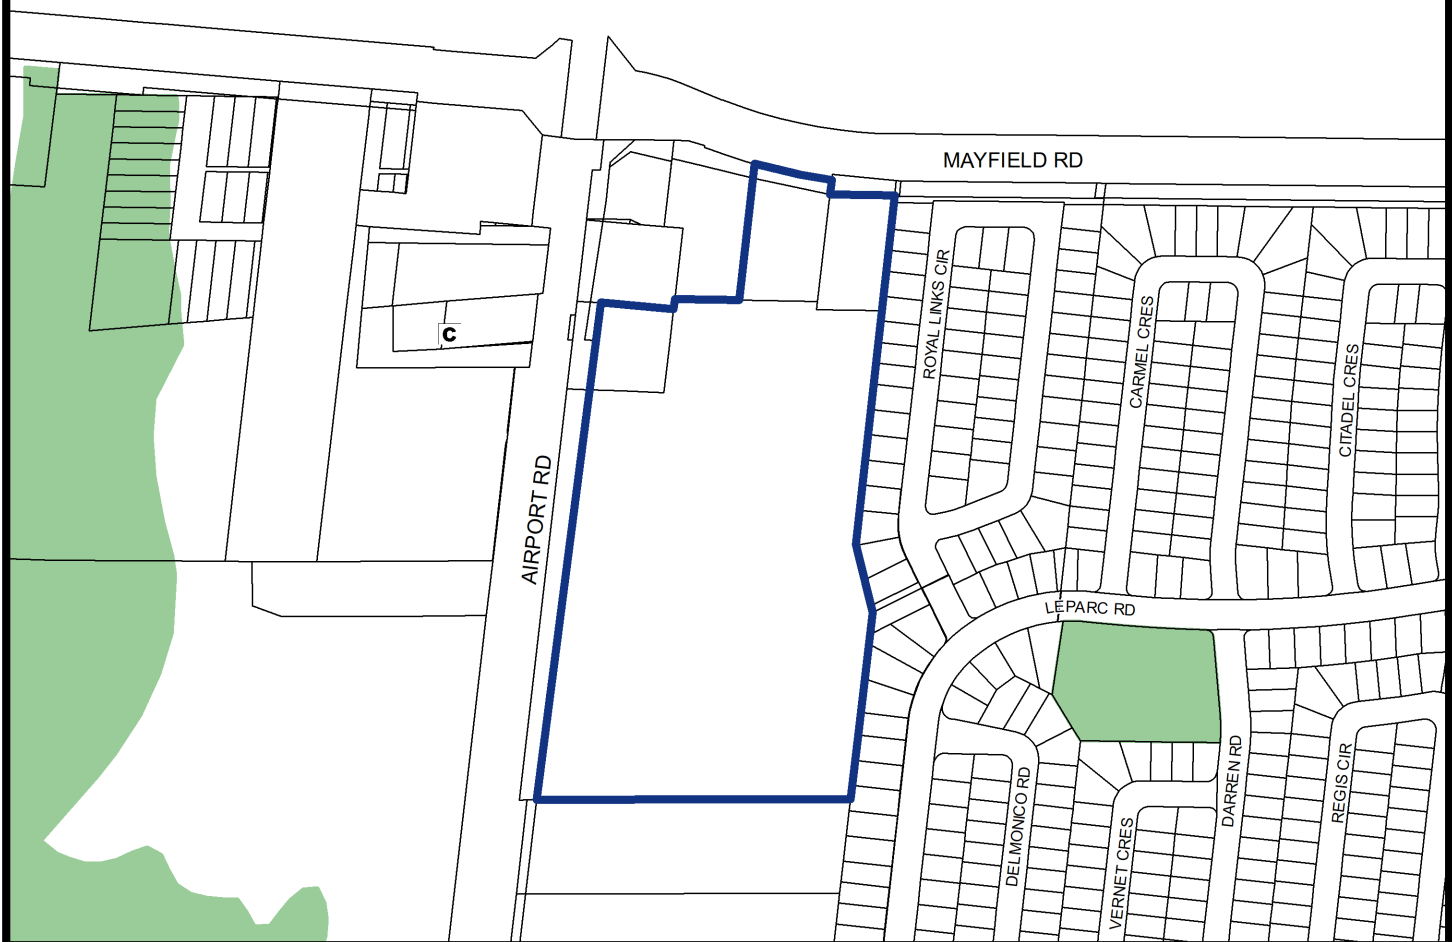 MAYFIELD RD
ROYAL LINKS CIR
CARMEL CRES
C
CITADEL CRES
AIRPORT RD
LEPARC RD
DARREN RD
REGIS CIR
DELMONICO RD
VERNET CRES